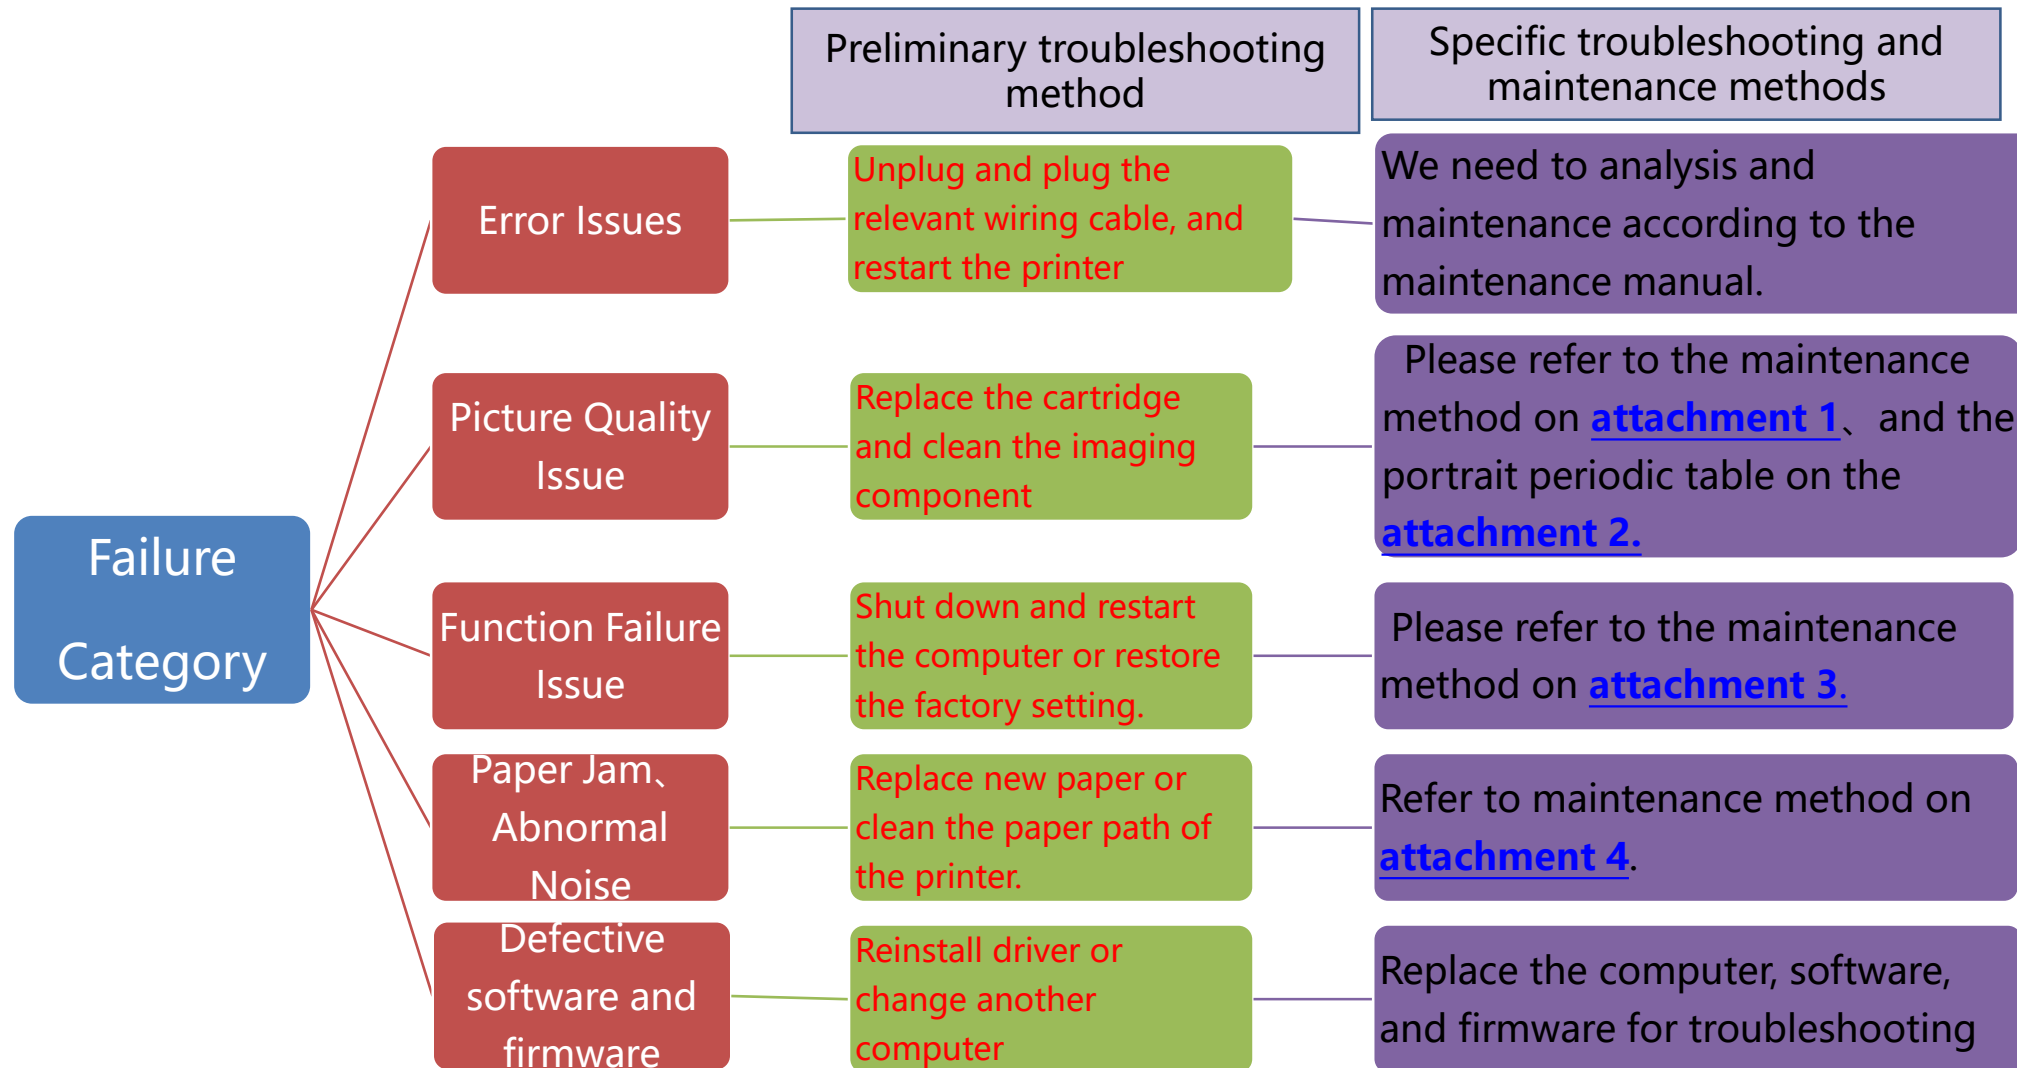 Preliminary troubleshooting
method
Specific troubleshooting and
maintenance methods
Failure
Category
Error Issues
Unplug and plug the
relevant wiring cable, and
restart the printer
We need to analysis and
maintenance according to the
maintenance manual.
Picture Quality
Issue
Replace the cartridge
and clean the imaging
component
Please refer to the maintenance
method on attachment 1、and the
portrait periodic table on the
attachment 2.
Function Failure
Issue
Shut down and restart
the computer or restore
the factory setting.
Please refer to the maintenance
method on attachment 3.
Paper Jam、
Abnormal
Noise
Replace new paper or
clean the paper path of
the printer.
Refer to maintenance method on
attachment 4.
Defective
software and
firmware
Reinstall driver or
change another
computer
Replace the computer, software,
and firmware for troubleshooting